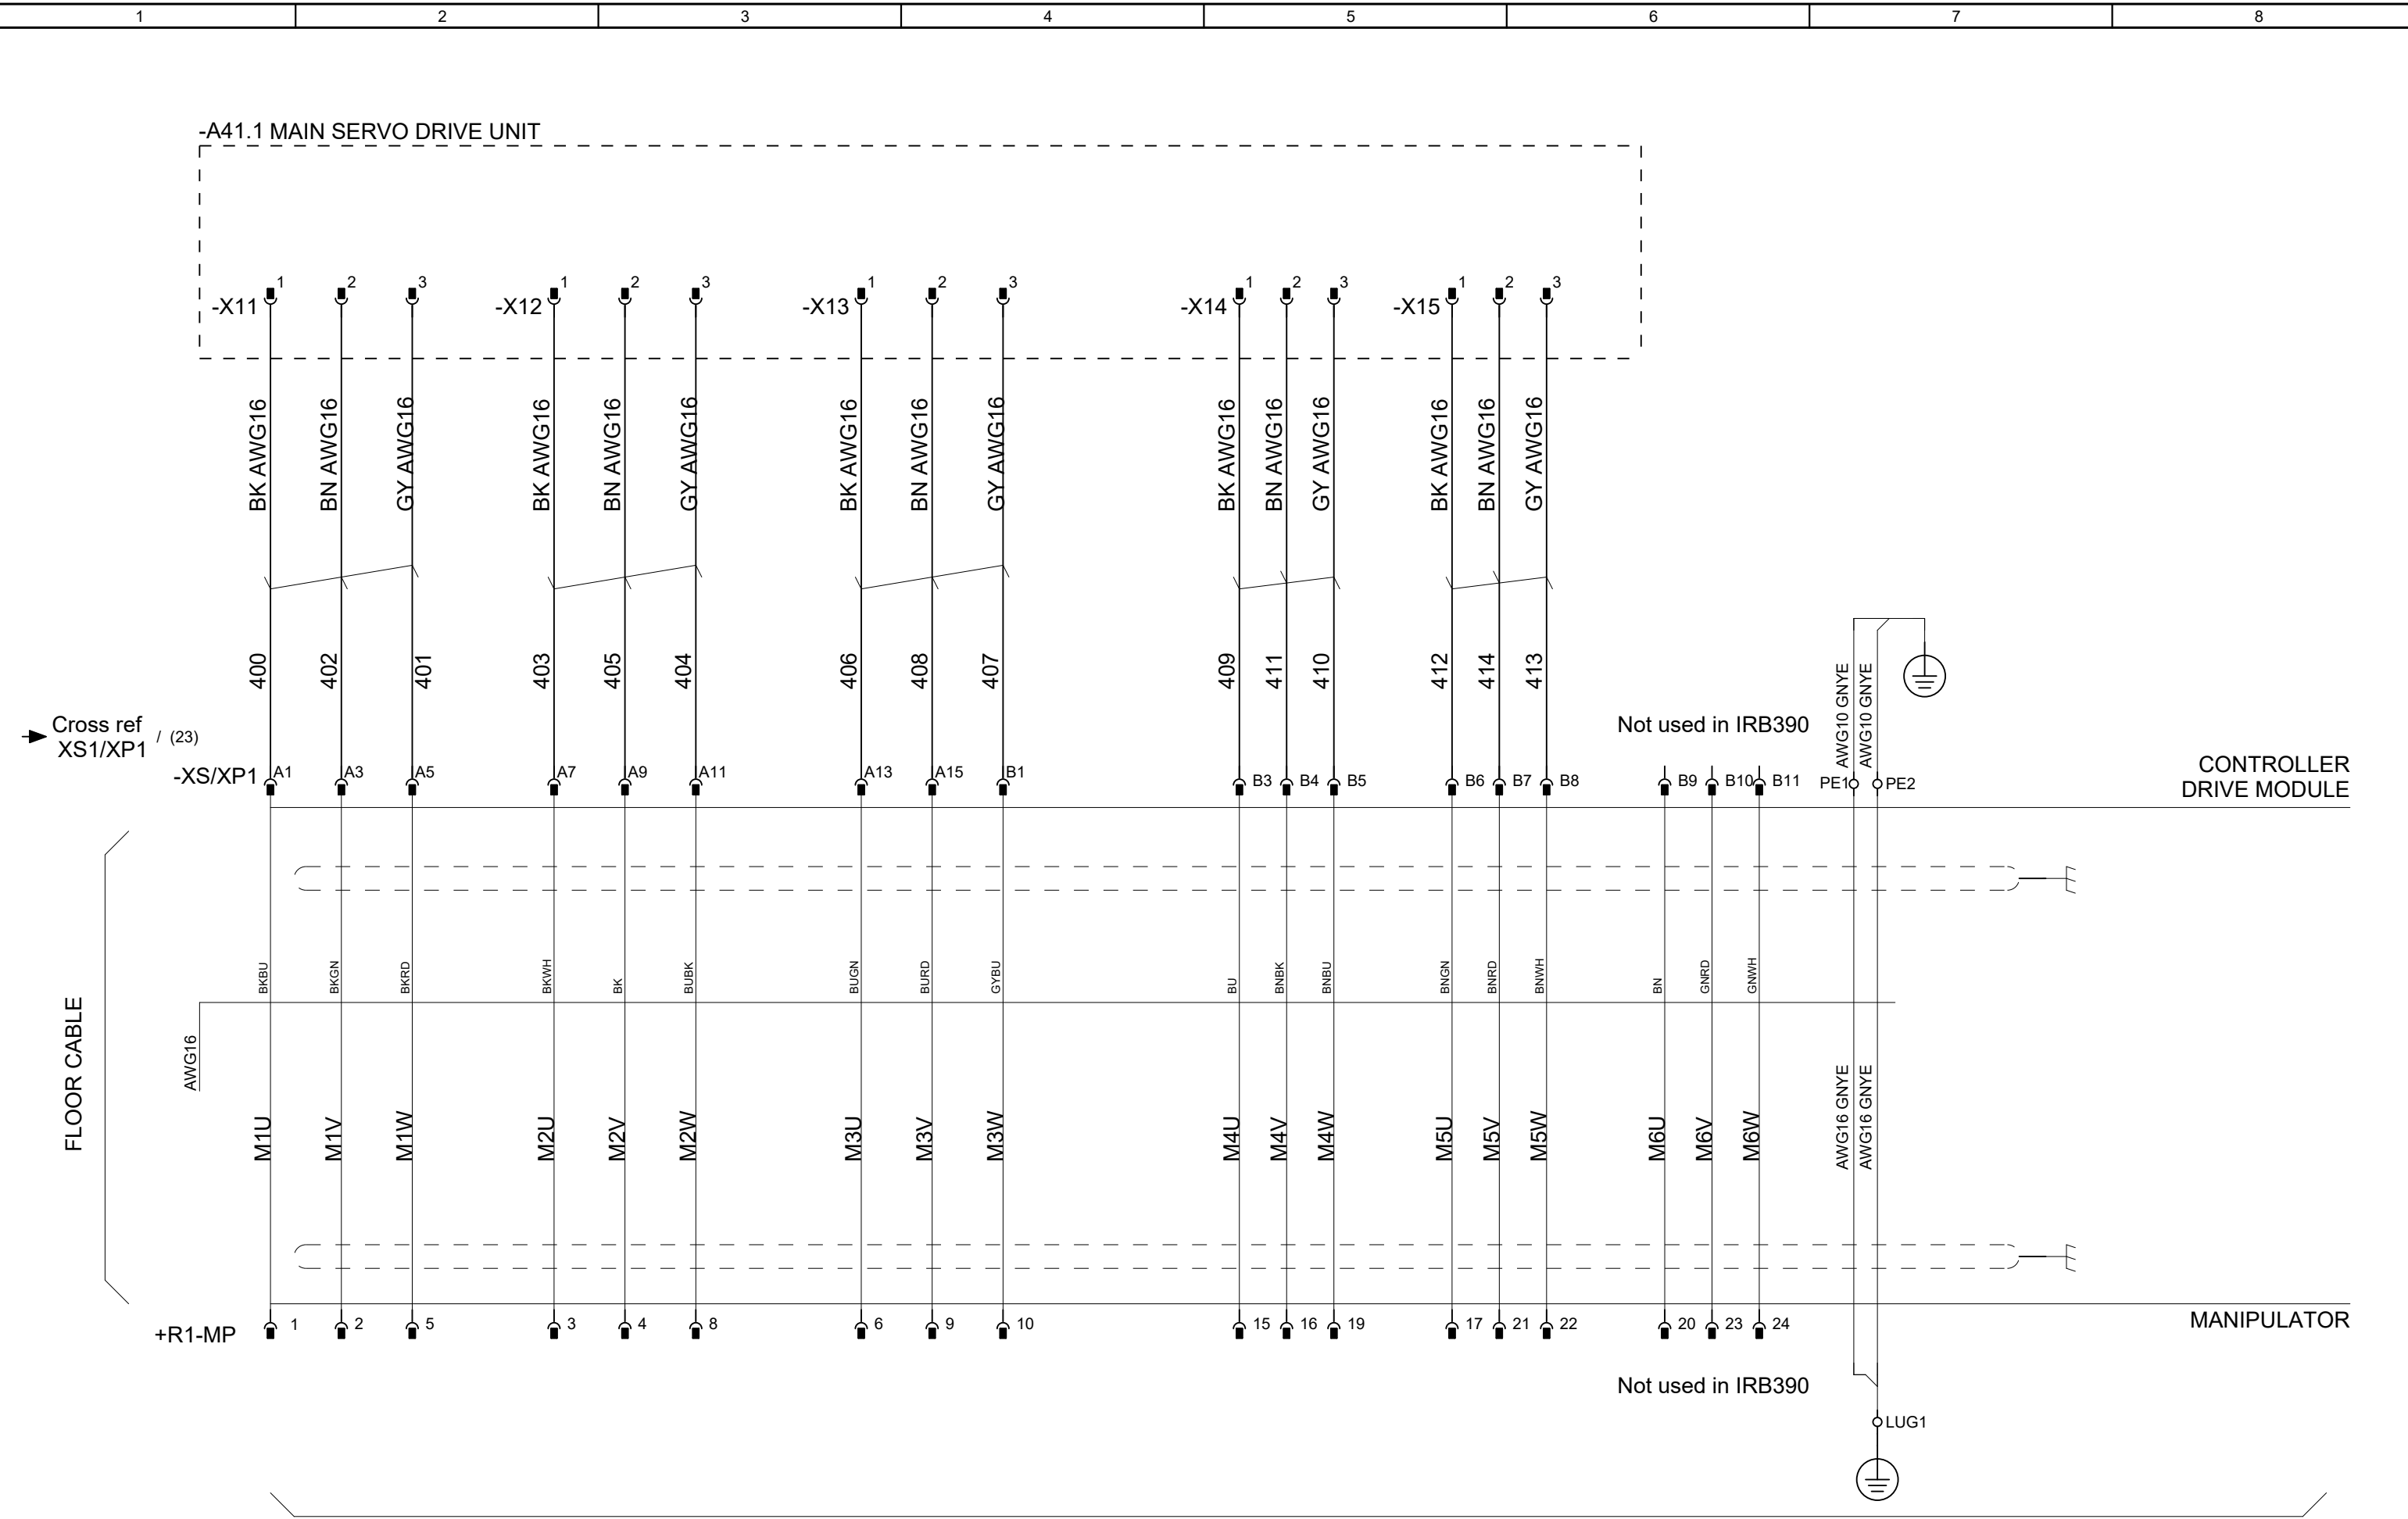 1 2 3 4 5 6 7 8
-A41.1 MAIN SERVO DRIVE UNIT
1 2 3 1 2 3 1 2 3 1 2 3 1 2 3
-X11 -X12 -X13 -X14 -X15
BK AWG16 BN AWG16 GY AWG16 BK AWG16 BN AWG16 GY AWG16 BK AWG16 BN AWG16 GY AWG16 BK AWG16 BN AWG16 GY AWG16 BK AWG16 BN AWG16 GY AWG16
400 402 401 403 405 404 406 408 407 409 411 410 412 414 413
AWG10 GNYE AWG10 GNYE
Cross ref
XS1/XP1 / (23)
Not used in IRB390
-XS/XP1 A1 A3 A5 A7 A9 A11 A13 A15 B1 B3 B4 B5 B6 B7 B8 B9 B10 B11 PE1 PE2
CONTROLLER
DRIVE MODULE
BKBU BKGN BKRD BKWH BK BUBK BUGN BURD GYBU BU BNBK BNBU BNGN BNRD BNWH BN GNRD GNWH
FLOOR CABLE
AWG16
M1U M1V M1W M2U M2V M2W M3U M3V M3W M4U M4V M4W M5U M5V M5W M6U M6V M6W
AWG16 GNYE AWG16 GNYE
+R1-MP 1 2 5 3 4 8 6 9 10 15 16 19 17 21 22 20 23 24
MANIPULATOR
Not used in IRB390
LUG1